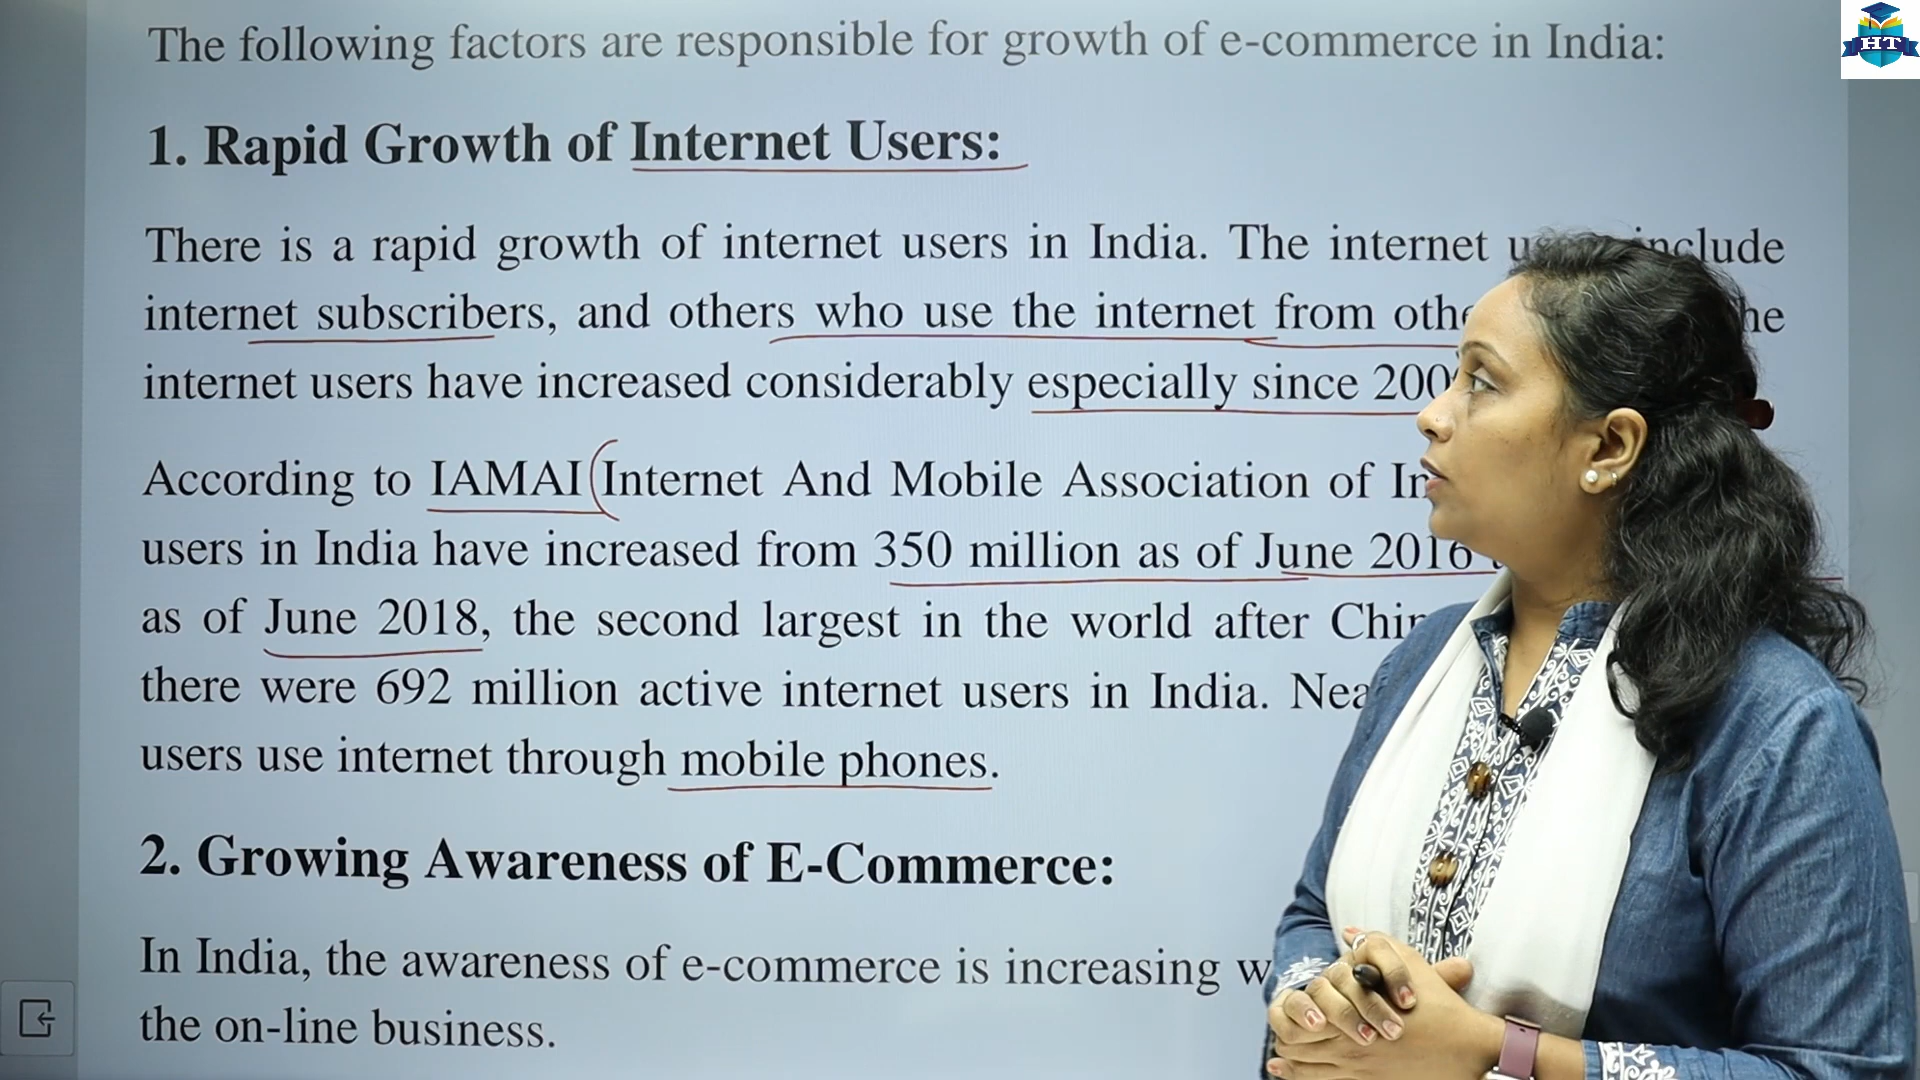 The following factors are responsible for growth of e-commerce in India:
HT
1. Rapid Growth of Internet Users:
There is a rapid growth of internet users in India. The internet include
internet subscribers, and others who use the internet from
internet users have increased considerably especially since
According to IAMAI (Internet And Mobile Association of
users in India have increased from 350 million as of June 2016
as of June 2018, the second largest in the world after
there were 692 million active internet users in India.
users use internet through mobile phones.
2. Growing Awareness of E-Commerce:
In India, the awareness of e-commerce is increasing
the on-line business.